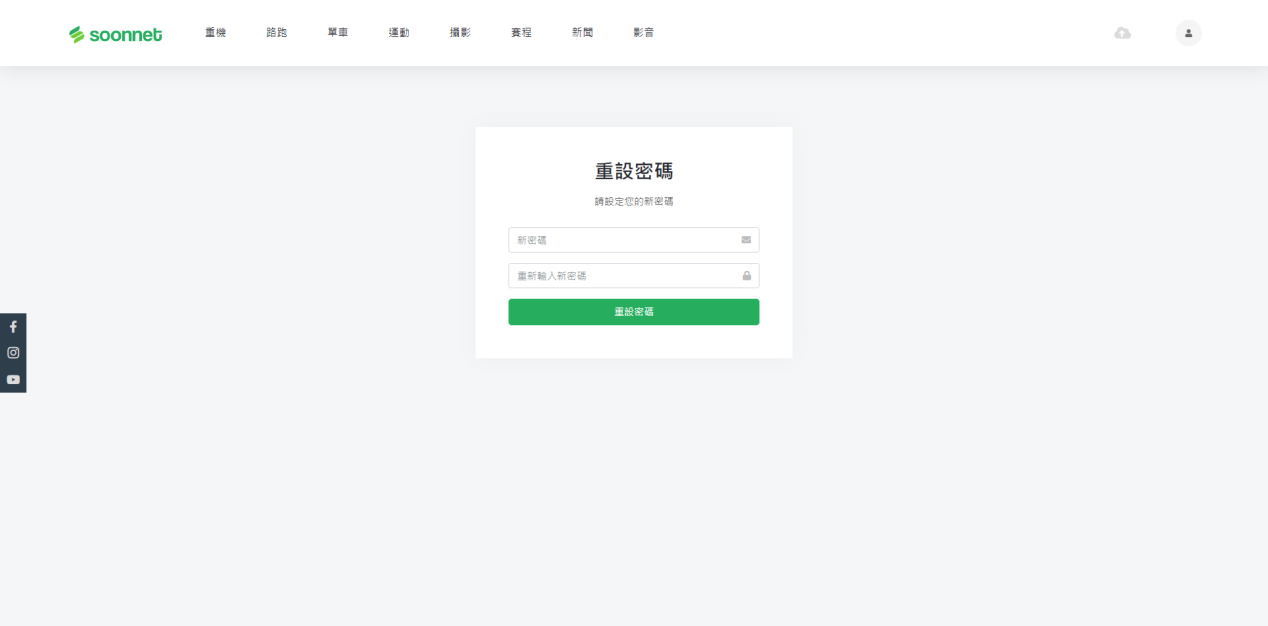 soonnet 重機 路跑 單車 運動 攝影 賽程 新聞 影音
重設密碼
請設定您的新密碼
新密碼
重新輸入新密碼
重設密碼